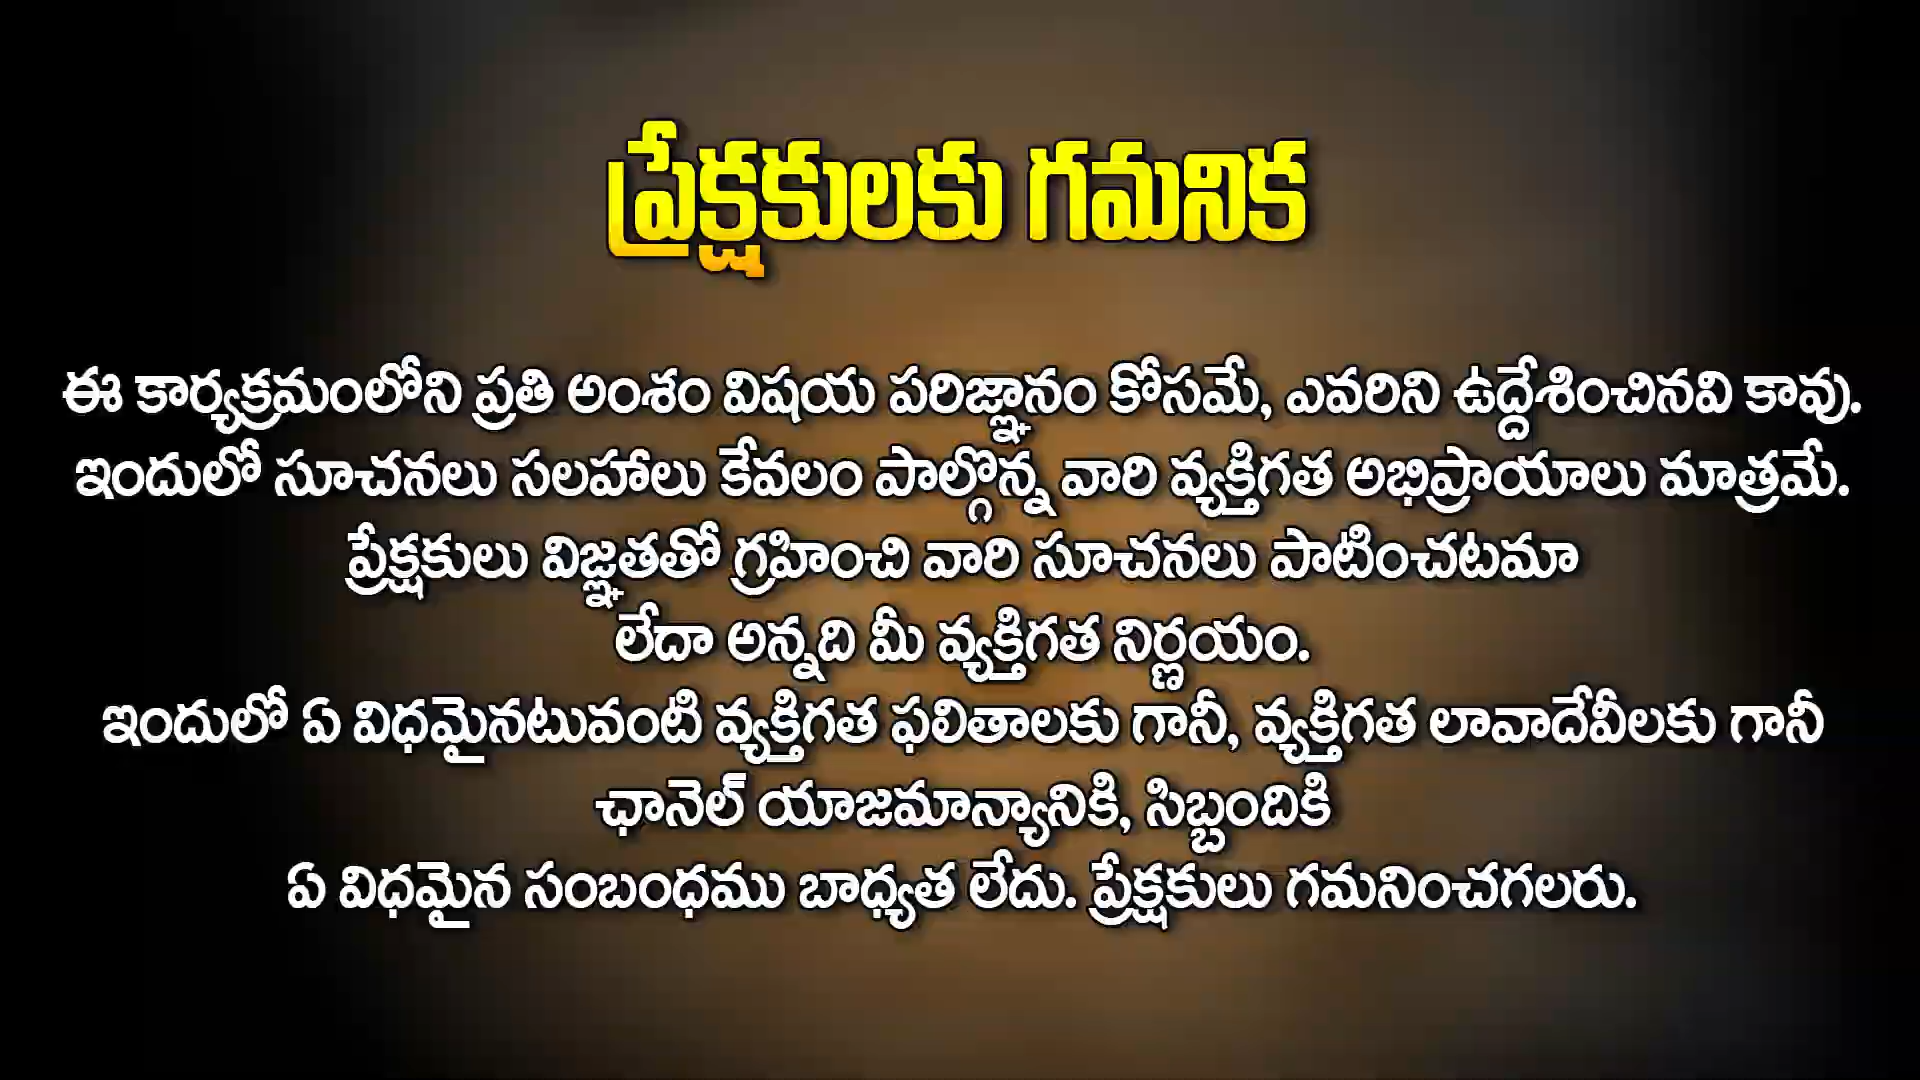 ప్రేక్షకులకు గమనిక
ఈ కార్యక్రమంలోని ప్రతి అంశం విషయ పరిజ్ఞానం కోసమే, ఎవరిని ఉద్దేశించినవి కావు.
ఇందులో సూచనలు సలహాలు కేవలం పాల్గొన్న వారి వ్యక్తిగత అభిప్రాయాలు మాత్రమే.
ప్రేక్షకులు విజ్ఞతతో గ్రహించి వారి సూచనలు పాటించటమా
లేదా అన్నది మీ వ్యక్తిగత నిర్ణయం.
ఇందులో ఏ విధమైనటువంటి వ్యక్తిగత ఫలితాలకు గానీ, వ్యక్తిగత లావాదేవీలకు గానీ
ఛానెల్ యాజమాన్యానికి, సిబ్బందికి
ఏ విధమైన సంబంధము బాధ్యత లేదు. ప్రేక్షకులు గమనించగలరు.